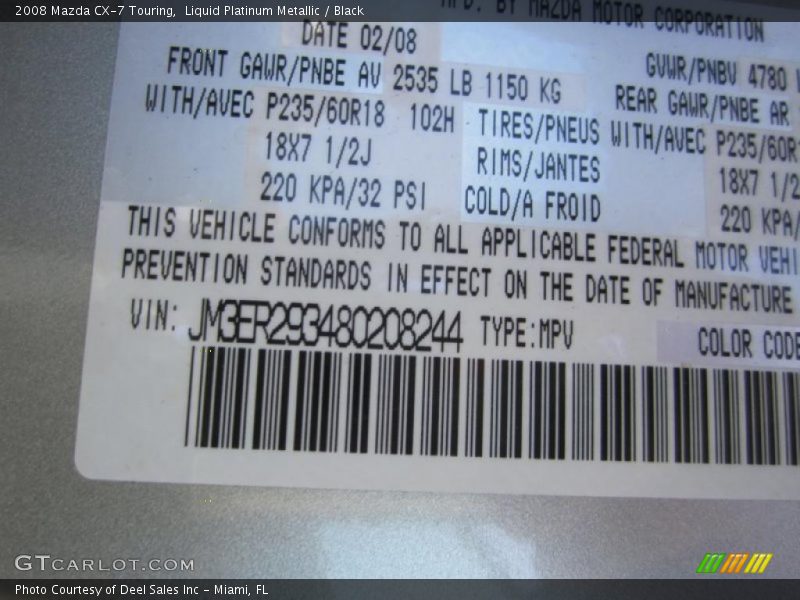 2008 Mazda CX-7 Touring, Liquid Platinum Metallic / Black
MFD. BY MAZDA MOTOR CORPORATION
DATE 02/08
GVWR/PNBV 4780
FRONT GAWR/PNBE AV 2535 LB 1150 KG
REAR GAWR/PNBE AR
WITH/AVEC P235/60R18 102H TIRES/PNEUS WITH/AVEC P235/60R1
18X7 1/2J RIMS/JANTES 18X7 1/2
220 KPA/32 PSI COLD/A FROID 220 KPA/
THIS VEHICLE CONFORMS TO ALL APPLICABLE FEDERAL MOTOR VEHI
PREVENTION STANDARDS IN EFFECT ON THE DATE OF MANUFACTURE
VIN: JM3ER293480208244 TYPE:MPV COLOR CODE
GTCARLOT.COM
Photo Courtesy of Deel Sales Inc - Miami, FL